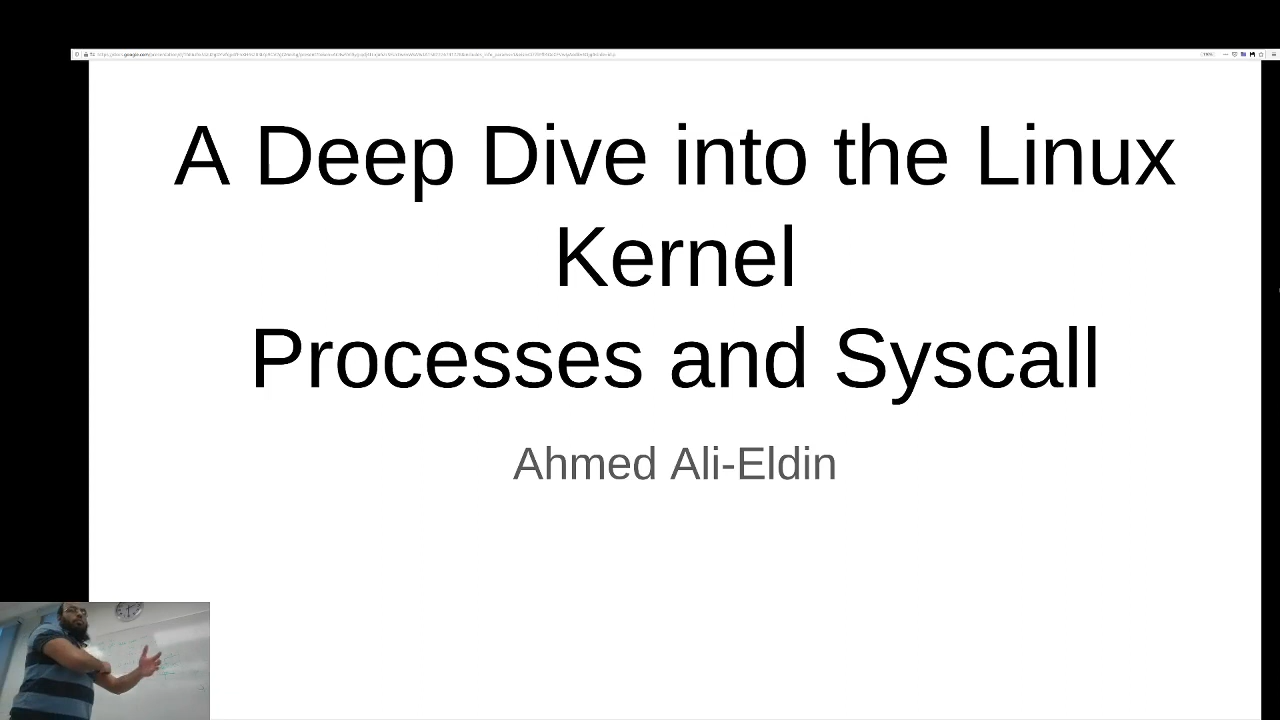 A Deep Dive into the Linux
Kernel
Processes and Syscall
Ahmed Ali-Eldin